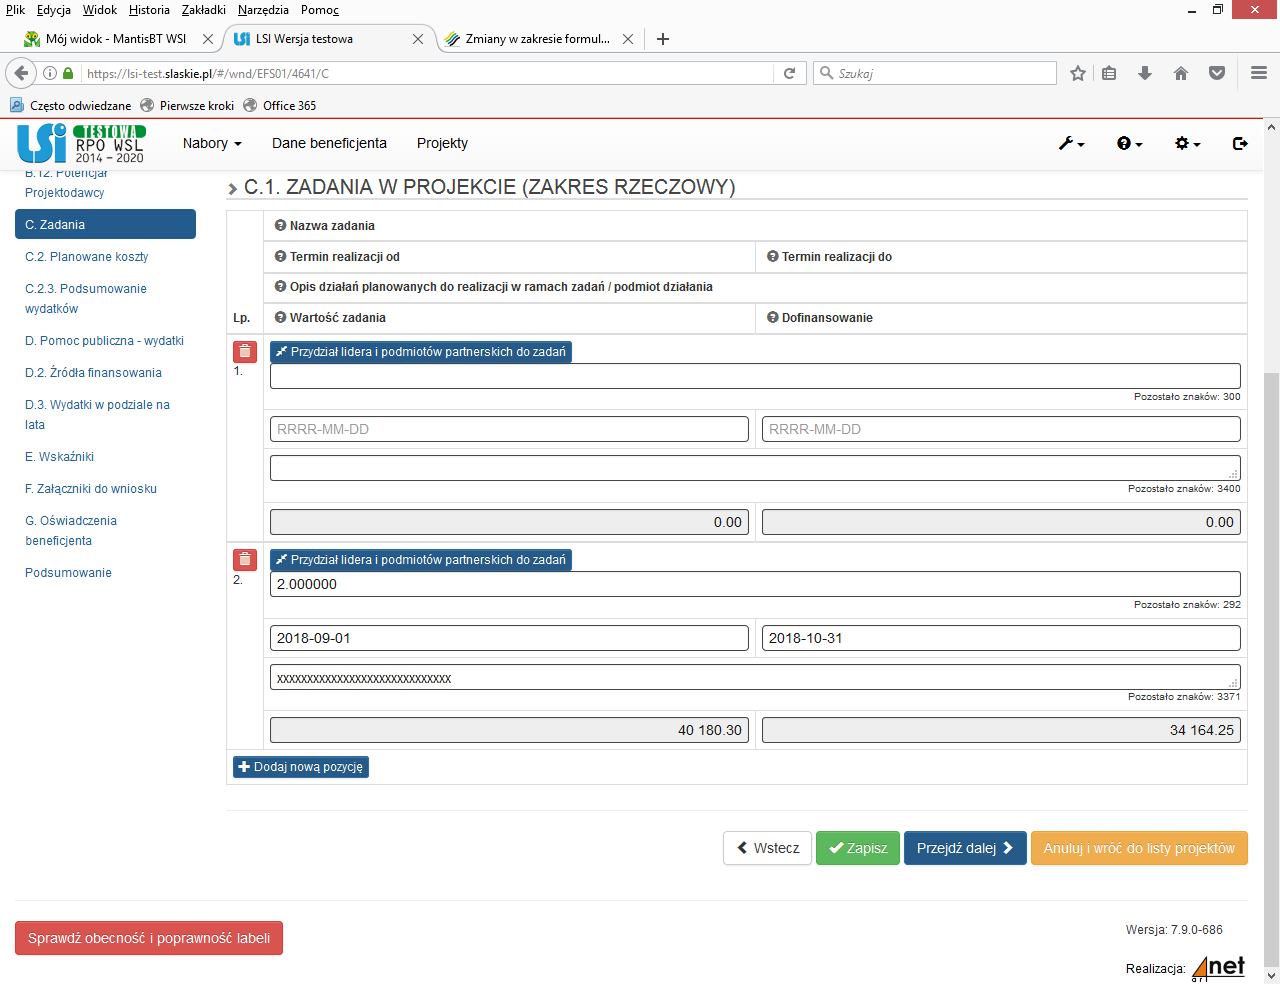 Plik Edycja Widok Historia Zakładki Narzędzia Pomoc
Mój widok - MantisBT WSI
LSI Wersja testowa
Zmiany w zakresie formul...
https://lsi-test.slaskie.pl/#/wnd/EFS01/4641/C
Szukaj
Często odwiedzane Pierwsze kroki Office 365
LSI TESTOWA
RPO WSL
2014 – 2020
Nabory Dane beneficjenta Projekty
B.12. Potencjał
Projektodawcy
C. Zadania
C.2. Planowane koszty
C.2.3. Podsumowanie
wydatków
D. Pomoc publiczna - wydatki
D.2. Źródła finansowania
D.3. Wydatki w podziale na
lata
E. Wskaźniki
F. Załączniki do wniosku
G. Oświadczenia
beneficjenta
Podsumowanie
C.1. ZADANIA W PROJEKCIE (ZAKRES RZECZOWY)
Nazwa zadania
Termin realizacji od Termin realizacji do
Opis działań planowanych do realizacji w ramach zadań / podmiot działania
Lp. Wartość zadania Dofinansowanie
Przydział lidera i podmiotów partnerskich do zadań
1.
Pozostało znaków: 300
RRRR-MM-DD RRRR-MM-DD
Pozostało znaków: 3400
0.00 0.00
Przydział lidera i podmiotów partnerskich do zadań
2.
2.000000
Pozostało znaków: 292
2018-09-01 2018-10-31
xxxxxxxxxxxxxxxxxxxxxxxxxxxxx
Pozostało znaków: 3371
40 180.30 34 164.25
Dodaj nową pozycję
Wstecz Zapisz Przejdź dalej Anuluj i wróć do listy projektów
Sprawdź obecność i poprawność labeli
Wersja: 7.9.0-686
Realizacja: 4net